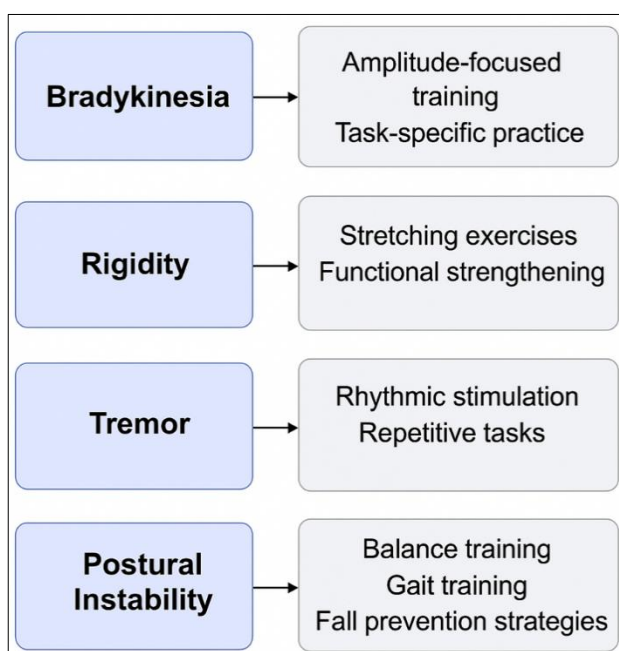 Bradykinesia
Amplitude-focused
training
Task-specific practice
Rigidity
Stretching exercises
Functional strengthening
Tremor
Rhythmic stimulation
Repetitive tasks
Postural
Instability
Balance training
Gait training
Fall prevention strategies